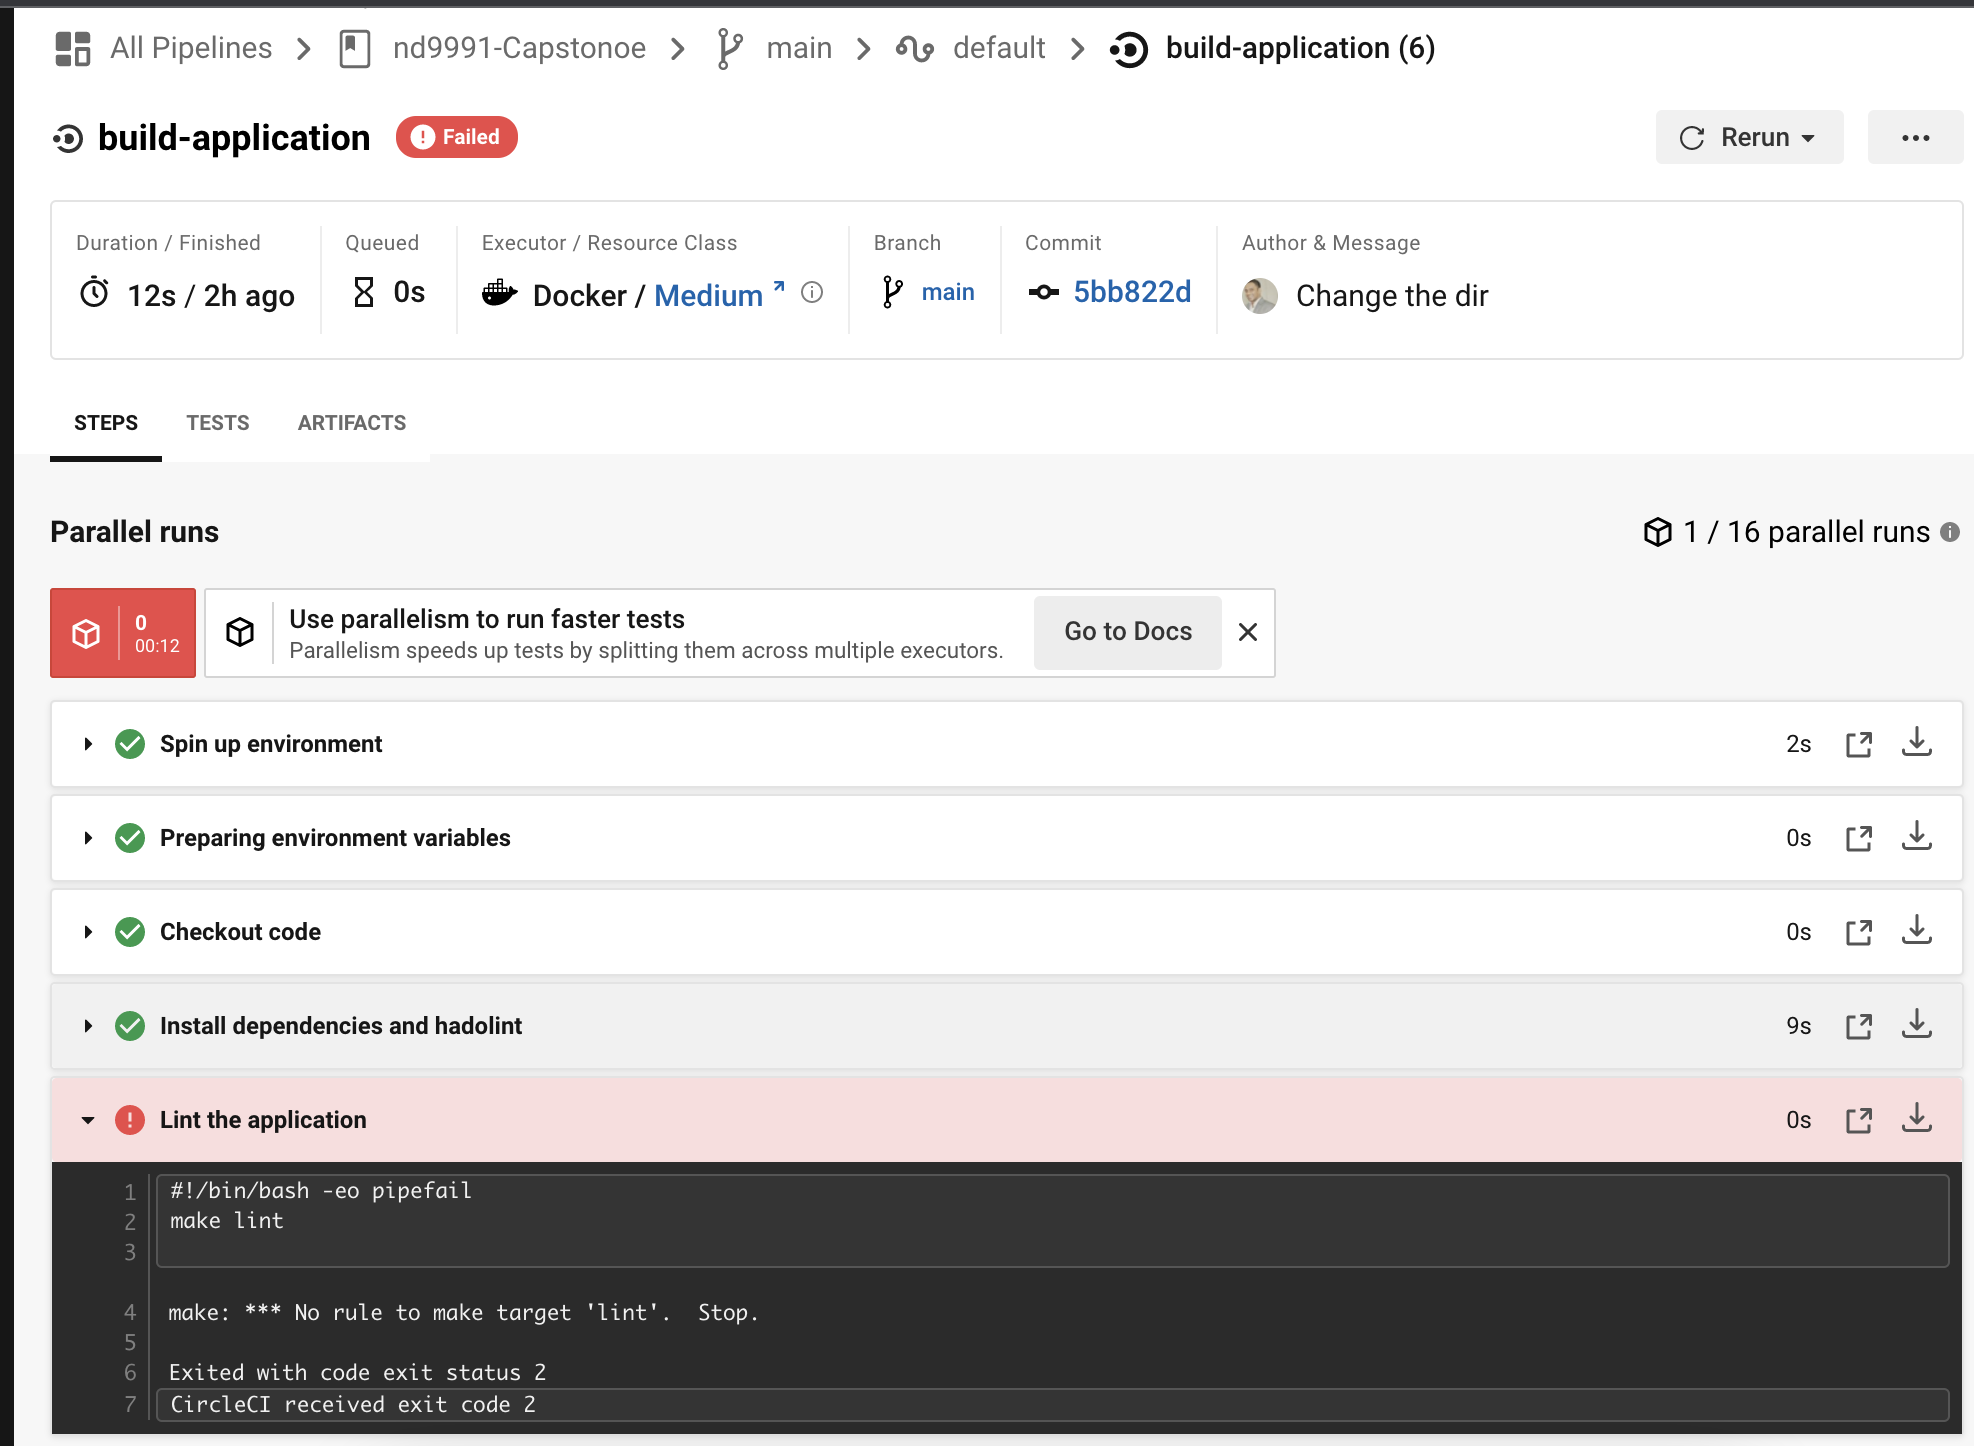 All Pipelines > nd9991-Capstonoe > main > default > build-application (6)
build-application Failed Rerun
Duration / Finished Queued Executor / Resource Class Branch Commit Author & Message
12s / 2h ago 0s Docker / Medium main 5bb822d Change the dir
STEPS TESTS ARTIFACTS
Parallel runs 1 / 16 parallel runs
0
00:12
Use parallelism to run faster tests
Parallelism speeds up tests by splitting them across multiple executors.
Go to Docs
Spin up environment 2s
Preparing environment variables 0s
Checkout code 0s
Install dependencies and hadolint 9s
Lint the application 0s
1 #!/bin/bash -eo pipefail
2 make lint
3
4 make: *** No rule to make target 'lint'.  Stop.
5
6 Exited with code exit status 2
7 CircleCI received exit code 2